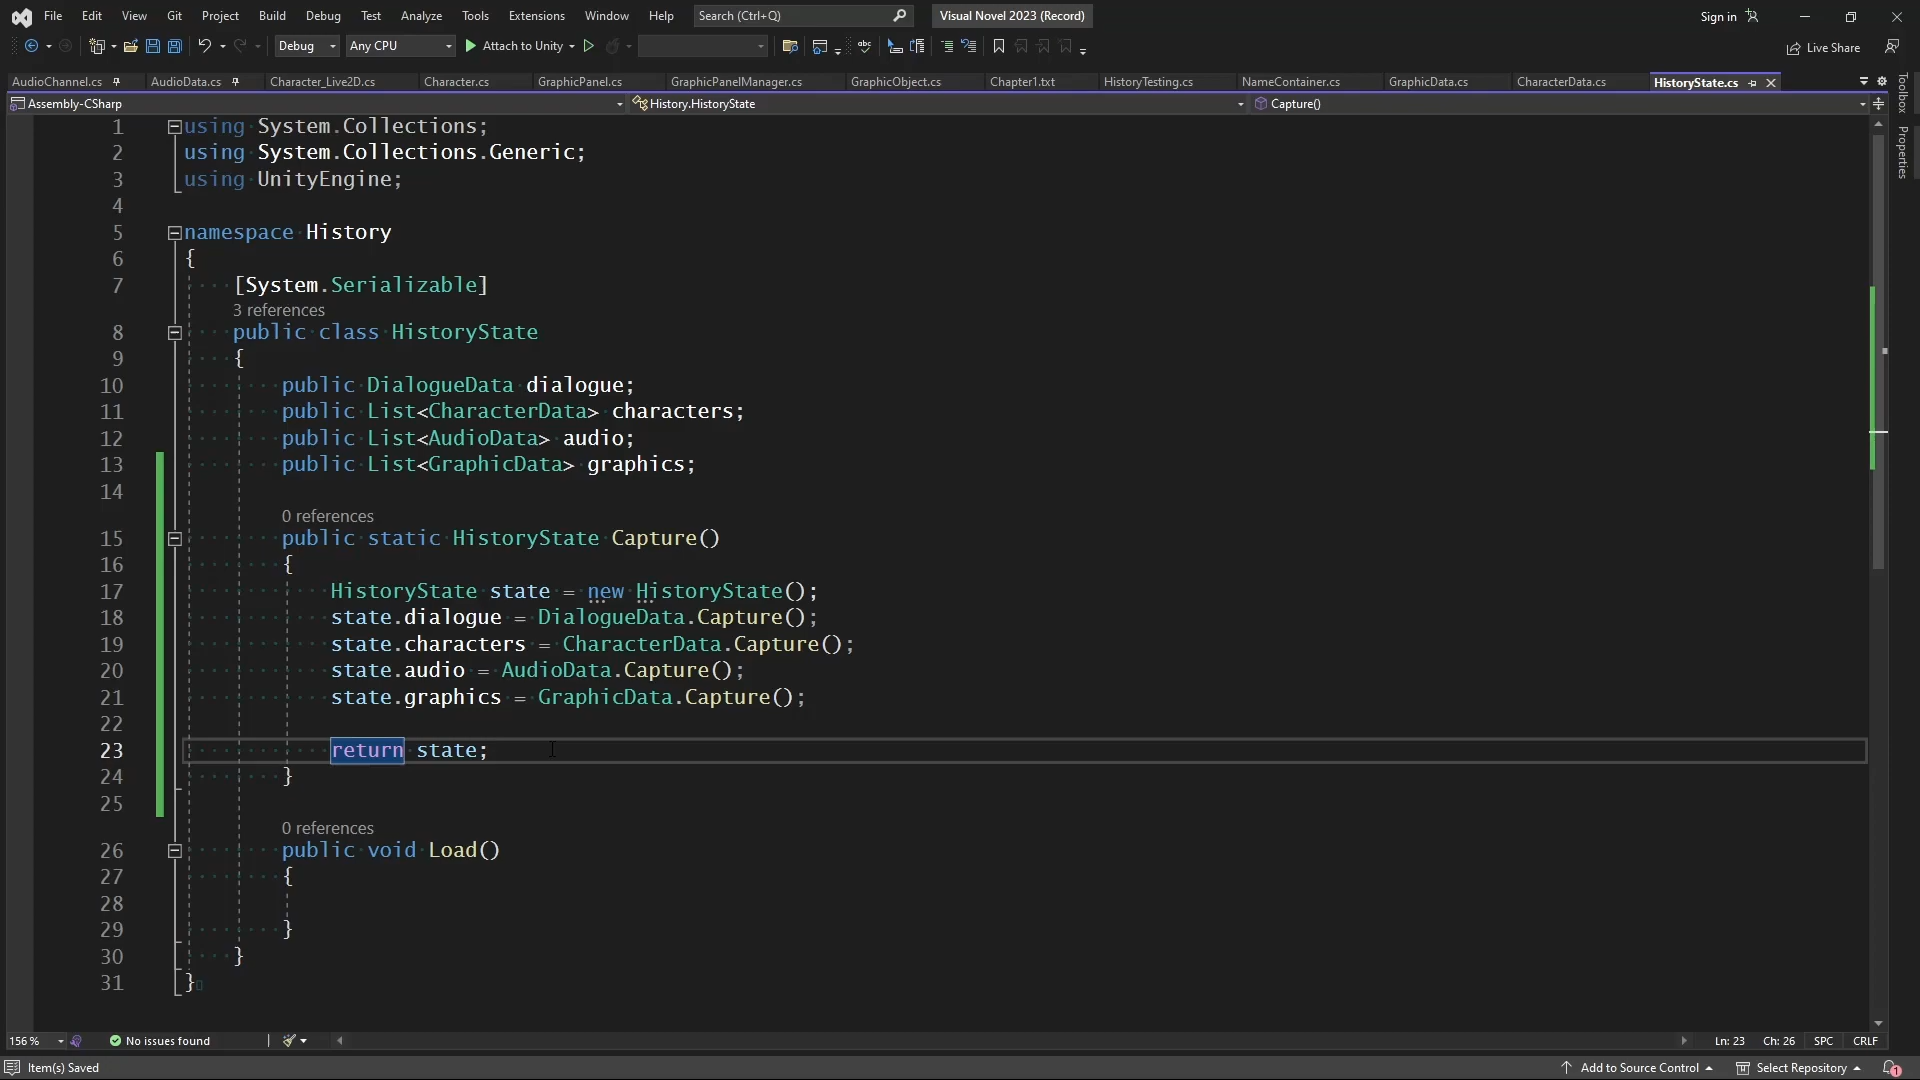 File Edit View Git Project Build Debug Test Analyze Tools Extensions Window Help Search (Ctrl+Q) Visual Novel 2023 (Record) Sign in
Debug Any CPU Attach to Unity Live Share
AudioChannel.cs AudioData.cs Character_Live2D.cs Character.cs GraphicPanel.cs GraphicPanelManager.cs GraphicObject.cs Chapter1.txt HistoryTesting.cs NameContainer.cs GraphicData.cs CharacterData.cs HistoryState.cs
Assembly-CSharp History.HistoryState Capture()
Toolbox
Properties
1 using System.Collections;
2 using System.Collections.Generic;
3 using UnityEngine;
4
5 namespace History
6 {
7 [System.Serializable]
3 references
8 public class HistoryState
9 {
10 public DialogueData dialogue;
11 public List<CharacterData> characters;
12 public List<AudioData> audio;
13 public List<GraphicData> graphics;
14
0 references
15 public static HistoryState Capture()
16 {
17 HistoryState state = new HistoryState();
18 state.dialogue = DialogueData.Capture();
19 state.characters = CharacterData.Capture();
20 state.audio = AudioData.Capture();
21 state.graphics = GraphicData.Capture();
22
23 return state;
24 }
25
0 references
26 public void Load()
27 {
28
29 }
30 }
31 }
156 % No issues found Ln: 23 Ch: 26 SPC CRLF
Item(s) Saved Add to Source Control Select Repository 1